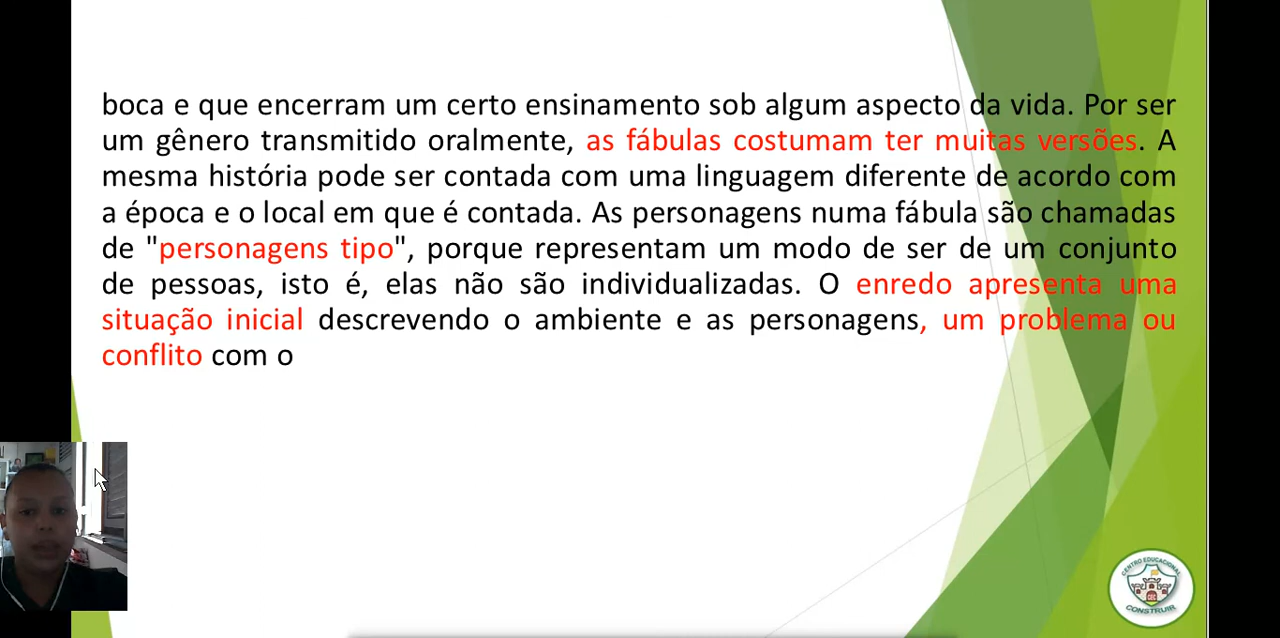 boca e que encerram um certo ensinamento sob algum aspecto da vida. Por ser
um gênero transmitido oralmente, as fábulas costumam ter muitas versões. A
mesma história pode ser contada com uma linguagem diferente de acordo com
a época e o local em que é contada. As personagens numa fábula são chamadas
de "personagens tipo", porque representam um modo de ser de um conjunto
de pessoas, isto é, elas não são individualizadas. O enredo apresenta uma
situação inicial descrevendo o ambiente e as personagens, um problema ou
conflito com o
CENTRO EDUCACIONAL
CEC
CONSTRUIR